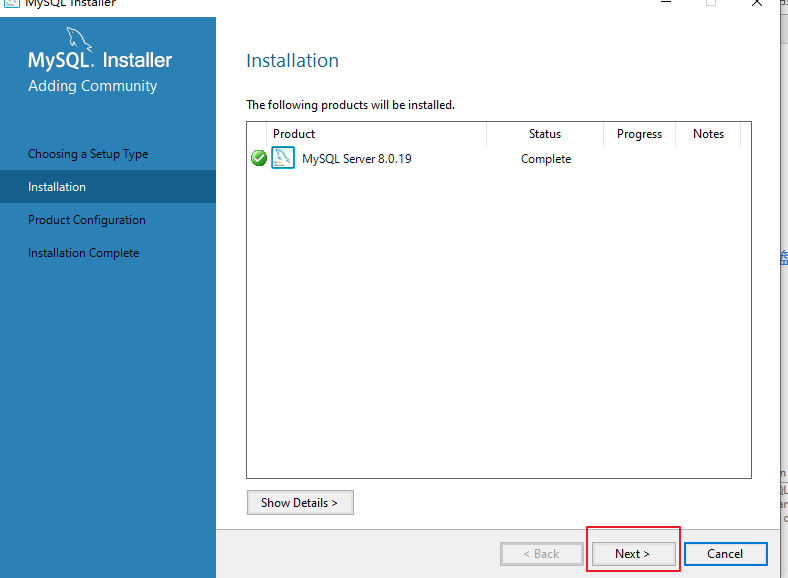 MySQL Installer
MySQL. Installer
Adding Community
Choosing a Setup Type
Installation
Product Configuration
Installation Complete
Installation
The following products will be installed.
Product Status Progress Notes
MySQL Server 8.0.19 Complete
Show Details >
< Back Next > Cancel